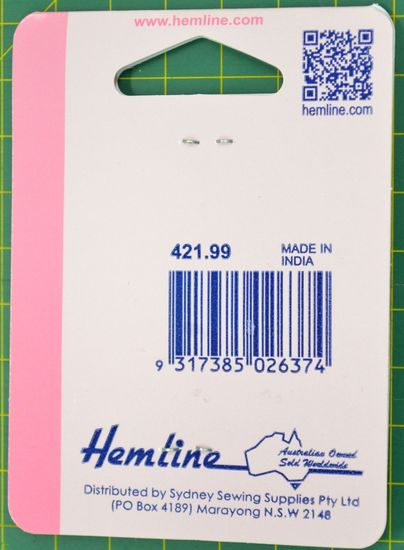 www.hemline.com
hemline.com
421.99
MADE IN
INDIA
9 317385 026374
Hemline
Australian Owned
Sold Worldwide
Distributed by Sydney Sewing Supplies Pty Ltd
(PO Box 4189) Marayong N.S.W 2148